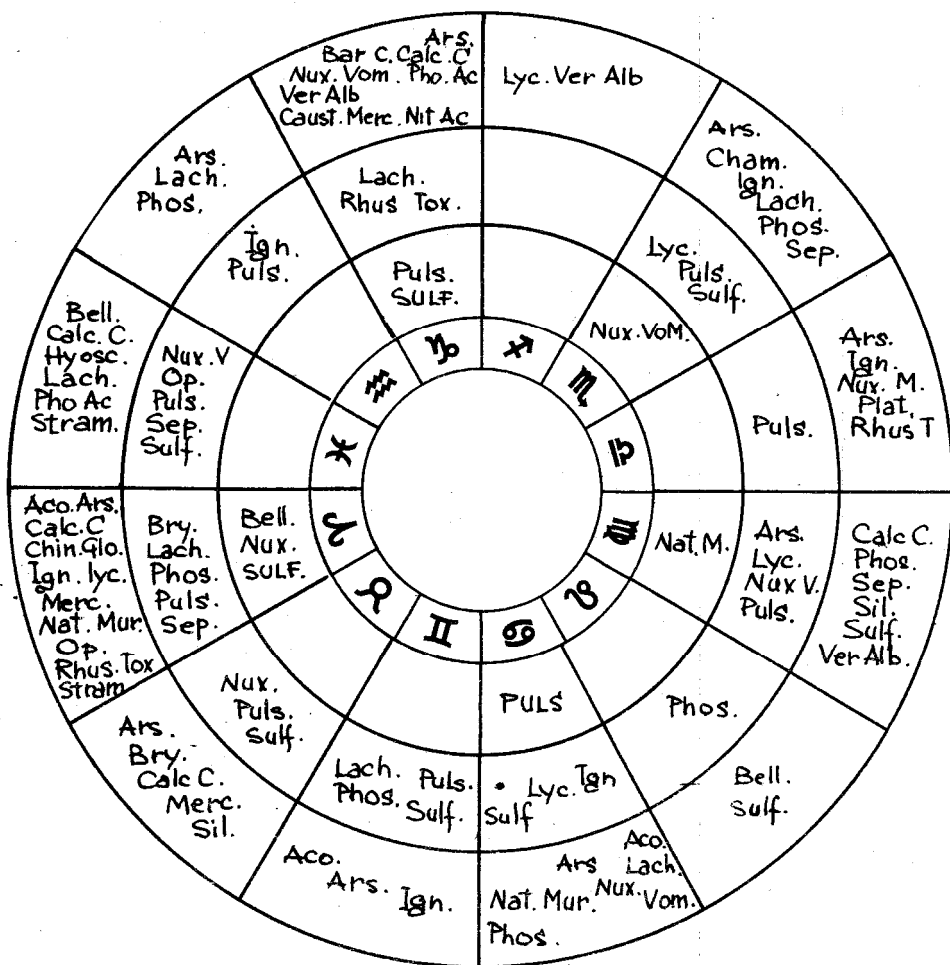 Ars.
Bar C. Calc. C
Nux. Vom. Pho. Ac
Ver Alb
Caust. Merc. Nit Ac
Lyc. Ver Alb
Ars.
Cham.
Ign.
Lach.
Phos.
Sep.
Ars.
Lach.
Phos.
Lach.
Rhus Tox.
Ign.
Puls.
Lyc.
Puls.
Sulf.
Puls.
SULF.
Nux. VoM.
Bell.
Calc. C.
Hyosc.
Lach.
Pho Ac
Stram.
Nux. V
Op.
Puls.
Sep.
Sulf.
Puls.
Ars.
Ign.
Nux. M.
Plat.
Rhus T
♑ ♐
♒ ♏
♓ ♎
♈ ♍
♉ ♌
♊ ♋
Aco. Ars.
Calc. C
Chin. Glo.
Ign. lyc.
Merc.
Nat. Mur.
Op.
Rhus. Tox
Stram
Bry.
Lach.
Phos.
Puls.
Sep.
Bell.
Nux.
SULF.
Nat. M.
Ars.
Lyc.
Nux V.
Puls.
Calc C.
Phos.
Sep.
Sil.
Sulf.
Ver Alb.
Nux.
Puls.
Sulf.
PULS
Phos.
Ars.
Bry.
Calc C.
Merc.
Sil.
Lach. Puls.
Phos. Sulf.
Lyc. Ign
Sulf
Bell.
Sulf.
Aco.
Ars. Ign.
Aco.
Ars Lach.
Nat. Mur. Nux. Vom.
Phos.